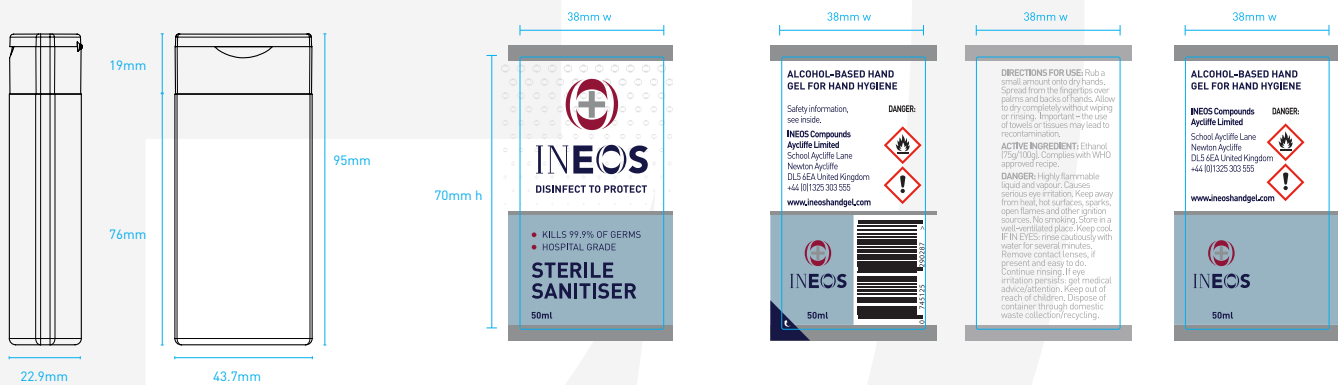 19mm
76mm
22.9mm
43.7mm
95mm
38mm w
70mm h
INEOS
DISINFECT TO PROTECT
• KILLS 99.9% OF GERMS
• HOSPITAL GRADE
STERILE
SANITISER
50ml
38mm w
ALCOHOL-BASED HAND
GEL FOR HAND HYGIENE
Safety information,
see inside.
DANGER:
INEOS Compounds
Aycliffe Limited
School Aycliffe Lane
Newton Aycliffe
DL5 6EA United Kingdom
+44 (0)1325 303 555
www.ineoshandgel.com
INEOS
50ml
0 745125 290287 >
38mm w
DIRECTIONS FOR USE: Rub a
small amount onto dry hands.
Spread from the fingertips over
palms and backs of hands. Allow
to dry completely without wiping
or rinsing. Important – the use
of towels or tissues may lead to
recontamination.
ACTIVE INGREDIENT: Ethanol
(75g/100g). Complies with WHO
approved recipe.
DANGER: Highly flammable
liquid and vapour. Causes
serious eye irritation. Keep away
from heat, hot surfaces, sparks,
open flames and other ignition
sources. No smoking. Store in a
well-ventilated place. Keep cool.
IF IN EYES: rinse cautiously with
water for several minutes.
Remove contact lenses, if
present and easy to do.
Continue rinsing. If eye
irritation persists: get medical
advice/attention. Keep out of
reach of children. Dispose of
container through domestic
waste collection/recycling.
38mm w
ALCOHOL-BASED HAND
GEL FOR HAND HYGIENE
INEOS Compounds
Aycliffe Limited
DANGER:
School Aycliffe Lane
Newton Aycliffe
DL5 6EA United Kingdom
+44 (0)1325 303 555
www.ineoshandgel.com
INEOS
50ml